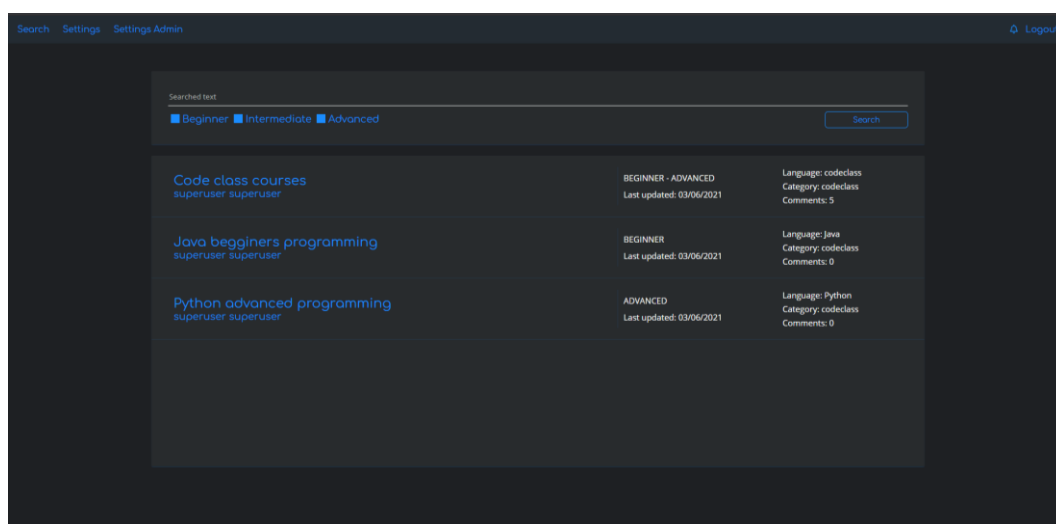 Search Settings Settings Admin Logou
Searched text
Beginner Intermediate Advanced Search
Code class courses
superuser superuser
BEGINNER - ADVANCED
Last updated: 03/06/2021
Language: codeclass
Category: codeclass
Comments: 5
Java begginers programming
superuser superuser
BEGINNER
Last updated: 03/06/2021
Language: Java
Category: codeclass
Comments: 0
Python advanced programming
superuser superuser
ADVANCED
Last updated: 03/06/2021
Language: Python
Category: codeclass
Comments: 0